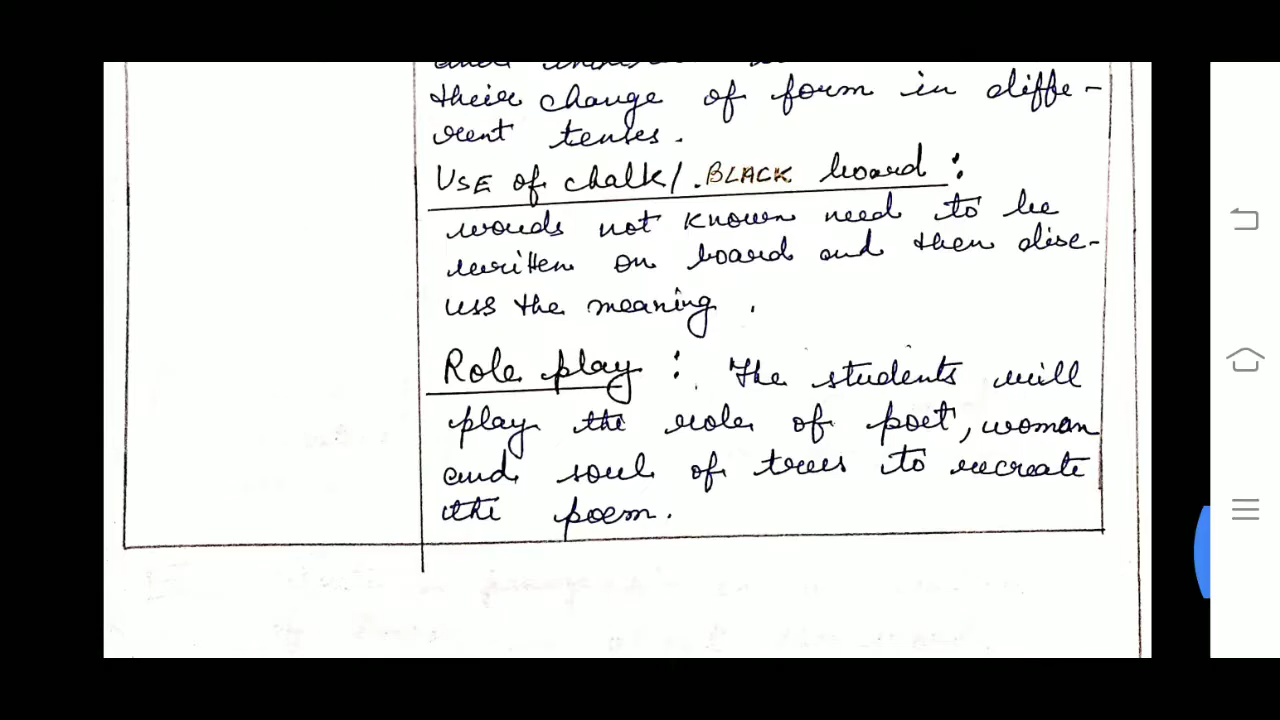 their change of form in diffe-
rent tenses.
USE of chalk/.BLACK board:
words not known need to be
written on board and then disc-
uss the meaning.
Role play: The students will
play the role of poet, woman
and soul of trees to recreate
the poem.